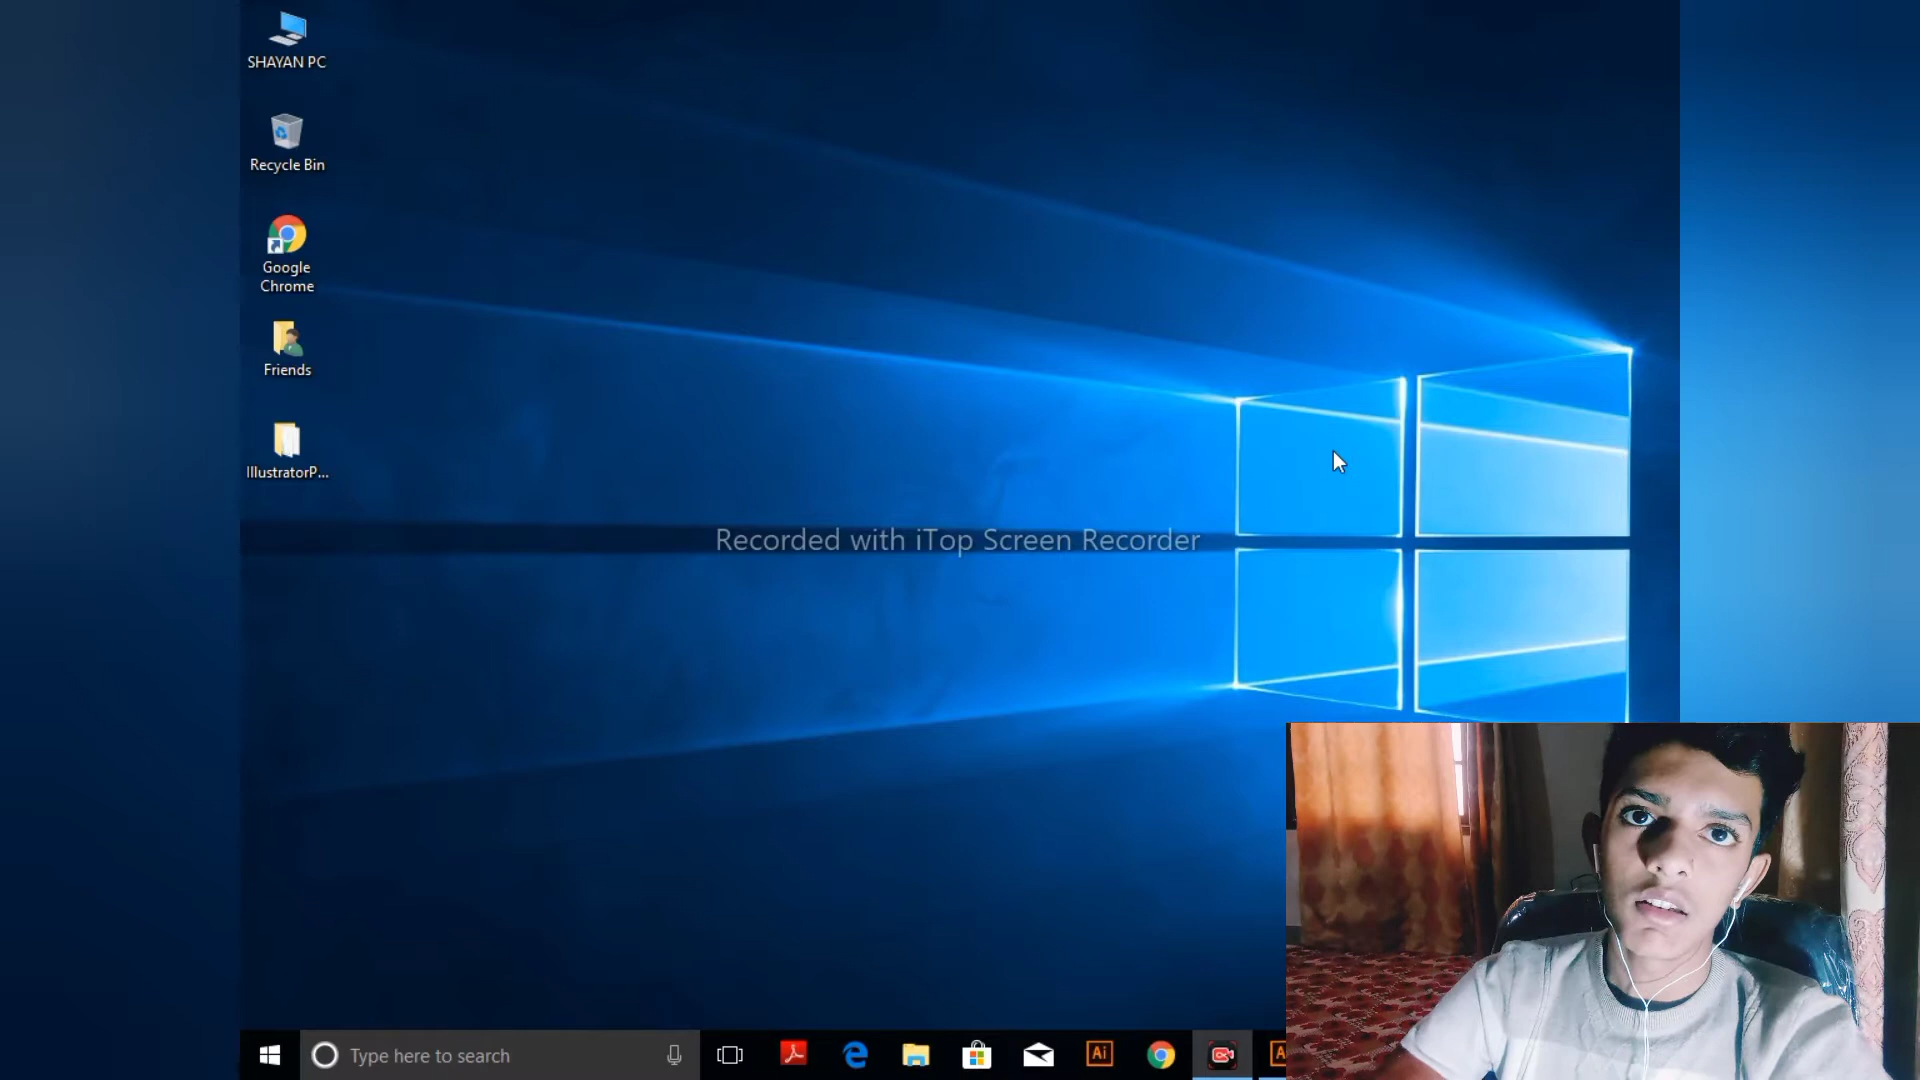 SHAYAN PC
Recycle Bin
Google
Chrome
Friends
IllustratorP...
Recorded with iTop Screen Recorder
Type here to search
Ai